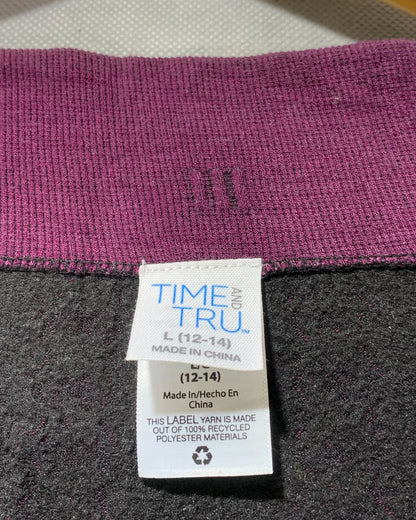 TIME AND
TRU™
L (12-14)
MADE IN CHINA
(12-14)
Made In/Hecho En
China
THIS LABEL YARN IS MADE
OUT OF 100% RECYCLED
POLYESTER MATERIALS